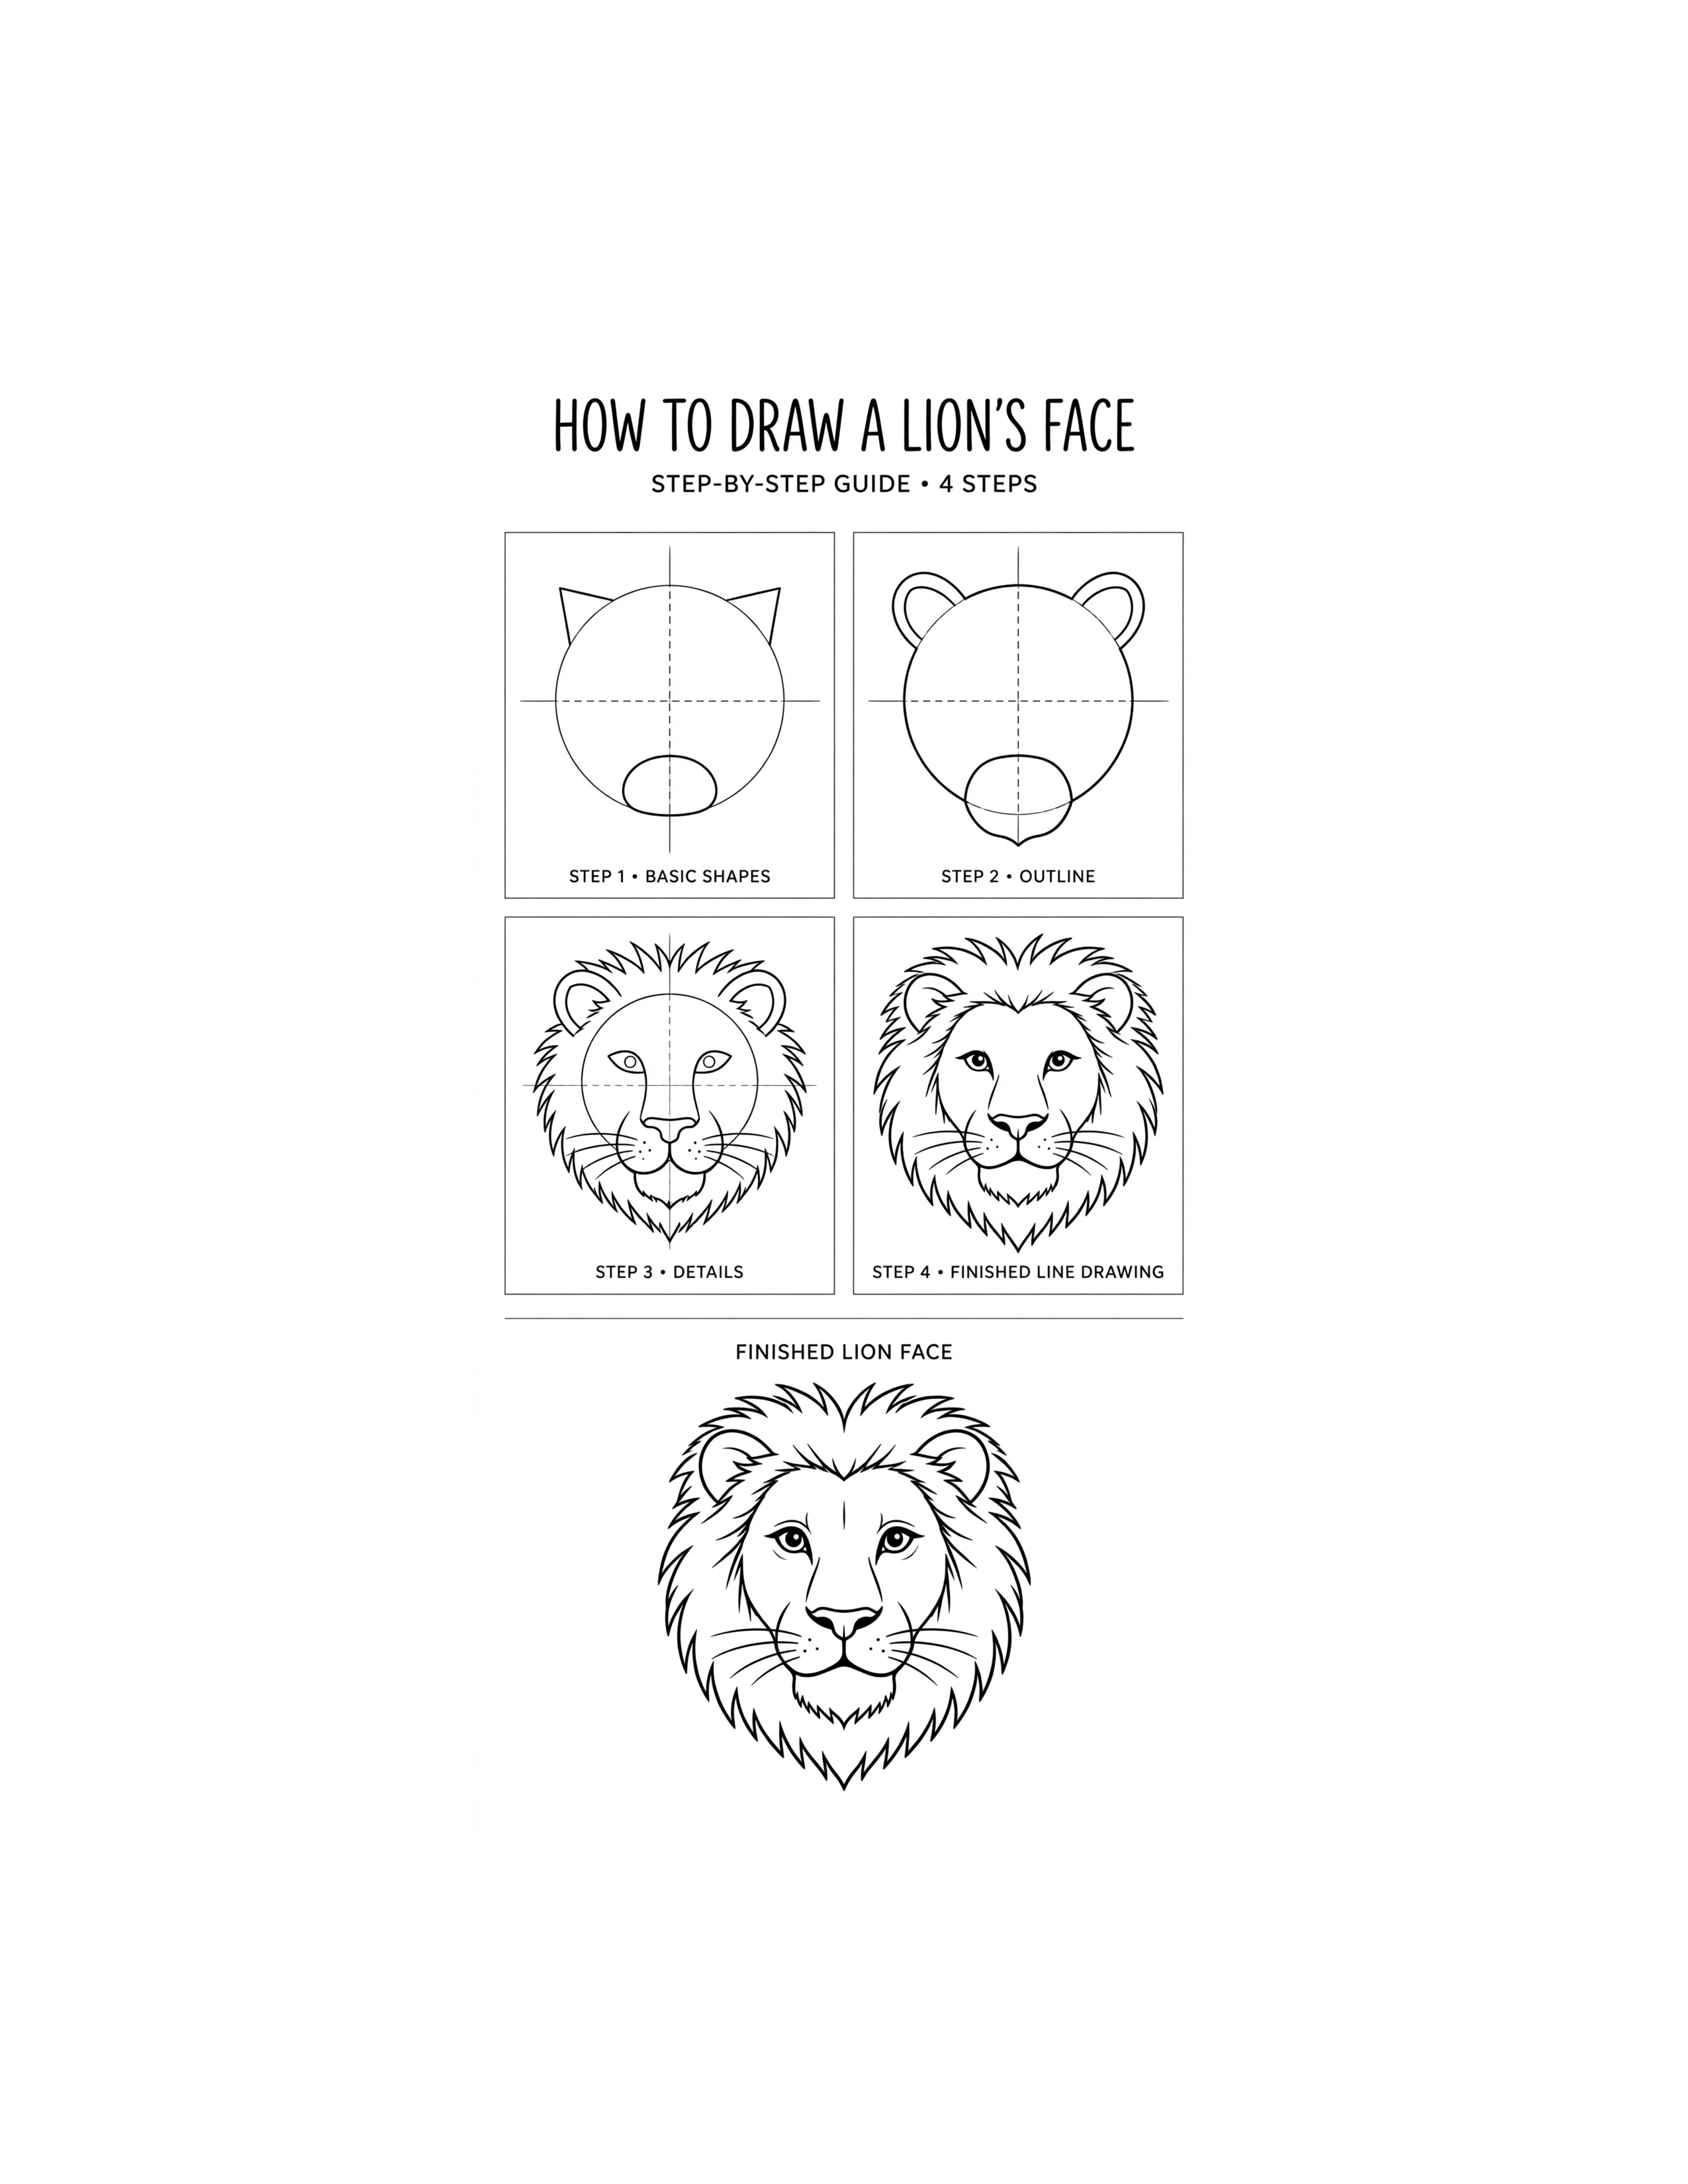 HOW TO DRAW A LION'S FACE
STEP-BY-STEP GUIDE • 4 STEPS
STEP 1 • BASIC SHAPES
STEP 2 • OUTLINE
STEP 3 • DETAILS
STEP 4 • FINISHED LINE DRAWING
FINISHED LION FACE